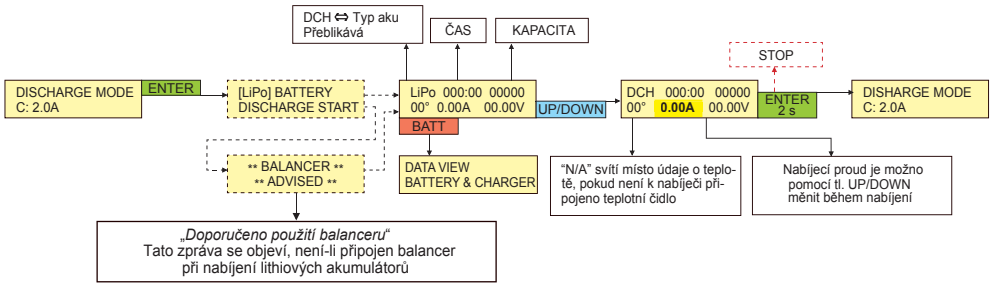 DCH ⇔ Typ aku
Přeblikává
ČAS
KAPACITA
STOP
DISCHARGE MODE
C: 2.0A
ENTER
[LiPo] BATTERY
DISCHARGE START
LiPo 000:00 00000
00° 0.00A 00.00V
BATT
UP/DOWN
DCH 000:00 00000
00° 0.00A 00.00V
ENTER
2 s
DISHARGE MODE
C: 2.0A
** BALANCER **
** ADVISED **
DATA VIEW
BATTERY & CHARGER
“N/A” svítí místo údaje o teplo-
tě, pokud není k nabíječi při-
pojeno teplotní čidlo
Nabíjecí proud je možno
pomocí tl. UP/DOWN
měnit během nabíjení
„Doporučeno použití balanceru“
Tato zpráva se objeví, není-li připojen balancer
při nabíjení lithiových akumulátorů